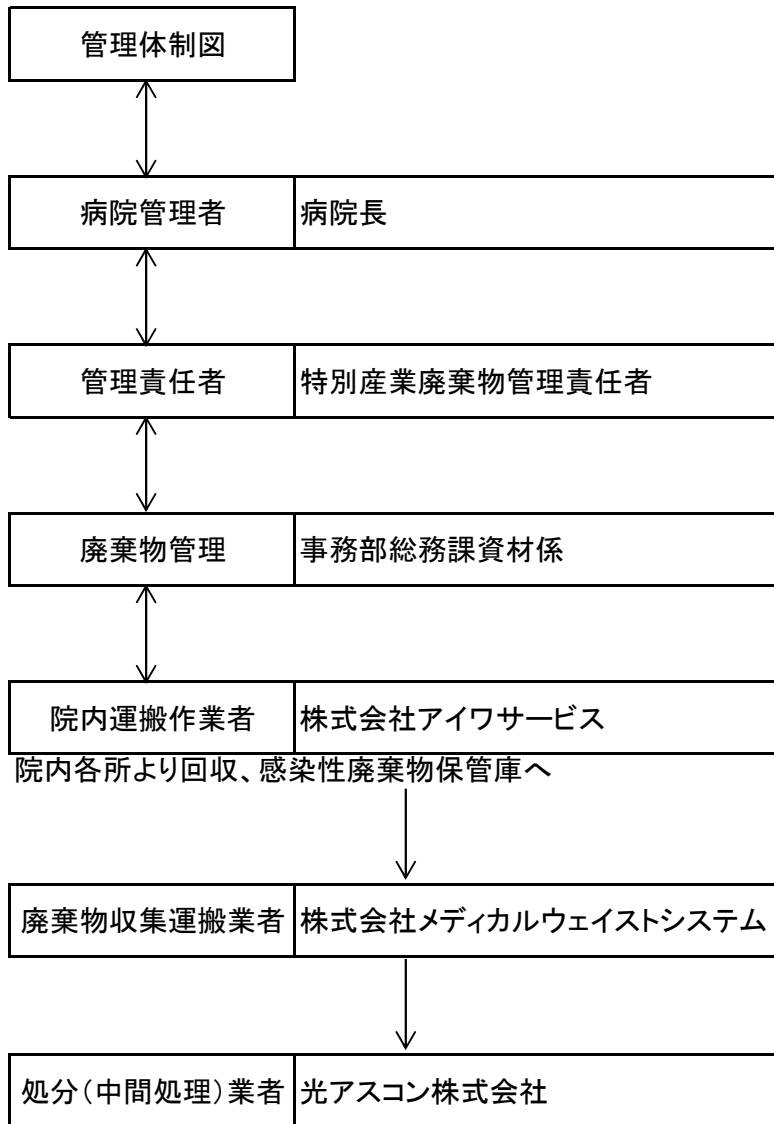 管理体制図
病院管理者 病院長
管理責任者 特別産業廃棄物管理責任者
廃棄物管理 事務部総務課資材係
院内運搬作業者 株式会社アイワサービス
院内各所より回収、感染性廃棄物保管庫へ
廃棄物収集運搬業者 株式会社メディカルウェイストシステム
処分（中間処理）業者 光アスコン株式会社